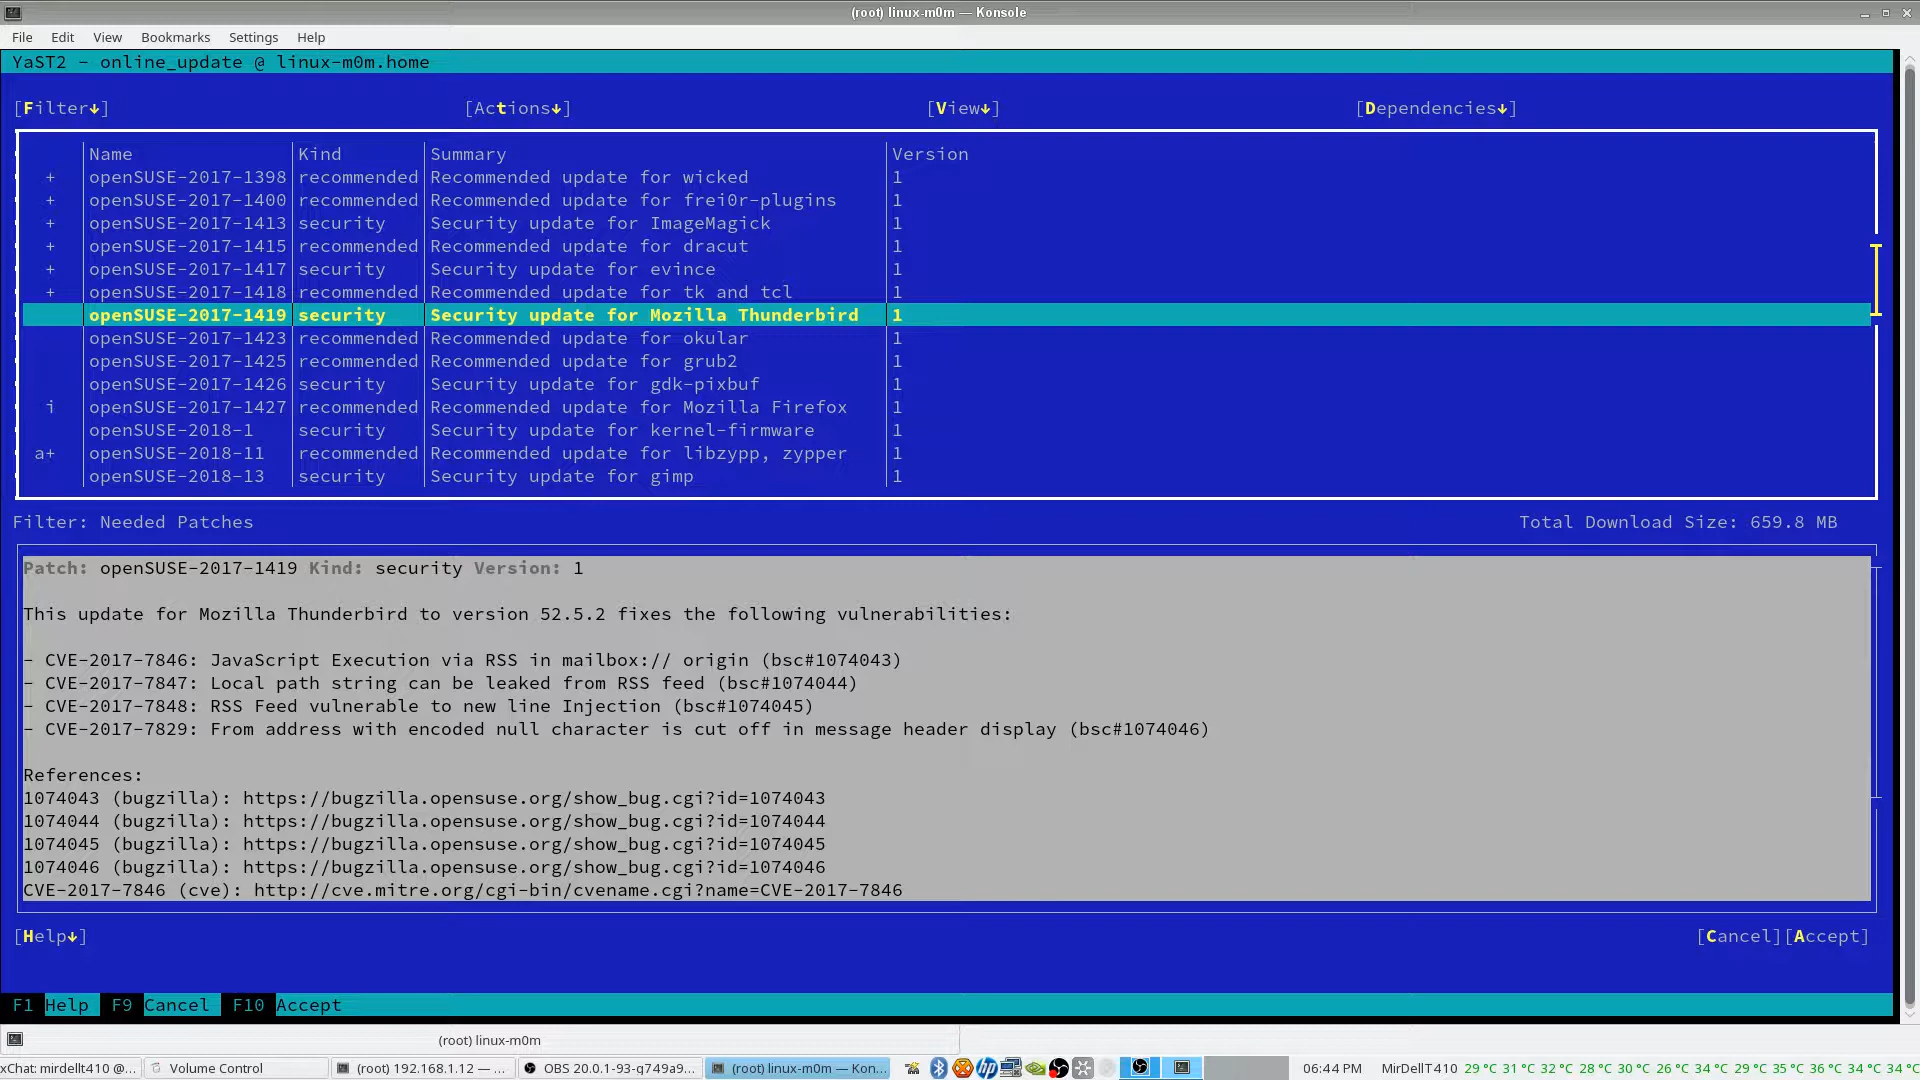 (root) linux-m0m — Konsole
File Edit View Bookmarks Settings Help
YaST2 - online_update @ linux-m0m.home
[Filter↓] [Actions↓] [View↓] [Dependencies↓]
Name Kind Summary Version
+ openSUSE-2017-1398 recommended Recommended update for wicked 1
+ openSUSE-2017-1400 recommended Recommended update for frei0r-plugins 1
+ openSUSE-2017-1413 security Security update for ImageMagick 1
+ openSUSE-2017-1415 recommended Recommended update for dracut 1
+ openSUSE-2017-1417 security Security update for evince 1
+ openSUSE-2017-1418 recommended Recommended update for tk and tcl 1
openSUSE-2017-1419 security Security update for Mozilla Thunderbird 1
openSUSE-2017-1423 recommended Recommended update for okular 1
openSUSE-2017-1425 recommended Recommended update for grub2 1
openSUSE-2017-1426 security Security update for gdk-pixbuf 1
i openSUSE-2017-1427 recommended Recommended update for Mozilla Firefox 1
openSUSE-2018-1 security Security update for kernel-firmware 1
a+ openSUSE-2018-11 recommended Recommended update for libzypp, zypper 1
openSUSE-2018-13 security Security update for gimp 1
Filter: Needed Patches Total Download Size: 659.8 MB
Patch: openSUSE-2017-1419 Kind: security Version: 1
This update for Mozilla Thunderbird to version 52.5.2 fixes the following vulnerabilities:
- CVE-2017-7846: JavaScript Execution via RSS in mailbox:// origin (bsc#1074043)
- CVE-2017-7847: Local path string can be leaked from RSS feed (bsc#1074044)
- CVE-2017-7848: RSS Feed vulnerable to new line Injection (bsc#1074045)
- CVE-2017-7829: From address with encoded null character is cut off in message header display (bsc#1074046)
References:
1074043 (bugzilla): https://bugzilla.opensuse.org/show_bug.cgi?id=1074043
1074044 (bugzilla): https://bugzilla.opensuse.org/show_bug.cgi?id=1074044
1074045 (bugzilla): https://bugzilla.opensuse.org/show_bug.cgi?id=1074045
1074046 (bugzilla): https://bugzilla.opensuse.org/show_bug.cgi?id=1074046
CVE-2017-7846 (cve): http://cve.mitre.org/cgi-bin/cvename.cgi?name=CVE-2017-7846
[Help↓] [Cancel][Accept]
F1 Help F9 Cancel F10 Accept
(root) linux-m0m
xChat: mirdellt410 @... Volume Control (root) 192.168.1.12 — ... OBS 20.0.1-93-g749a9... (root) linux-m0m — Kon... hp 06:44 PM MirDellT410 29 °C 31 °C 32 °C 28 °C 30 °C 26 °C 34 °C 29 °C 35 °C 36 °C 34 °C 34 °C